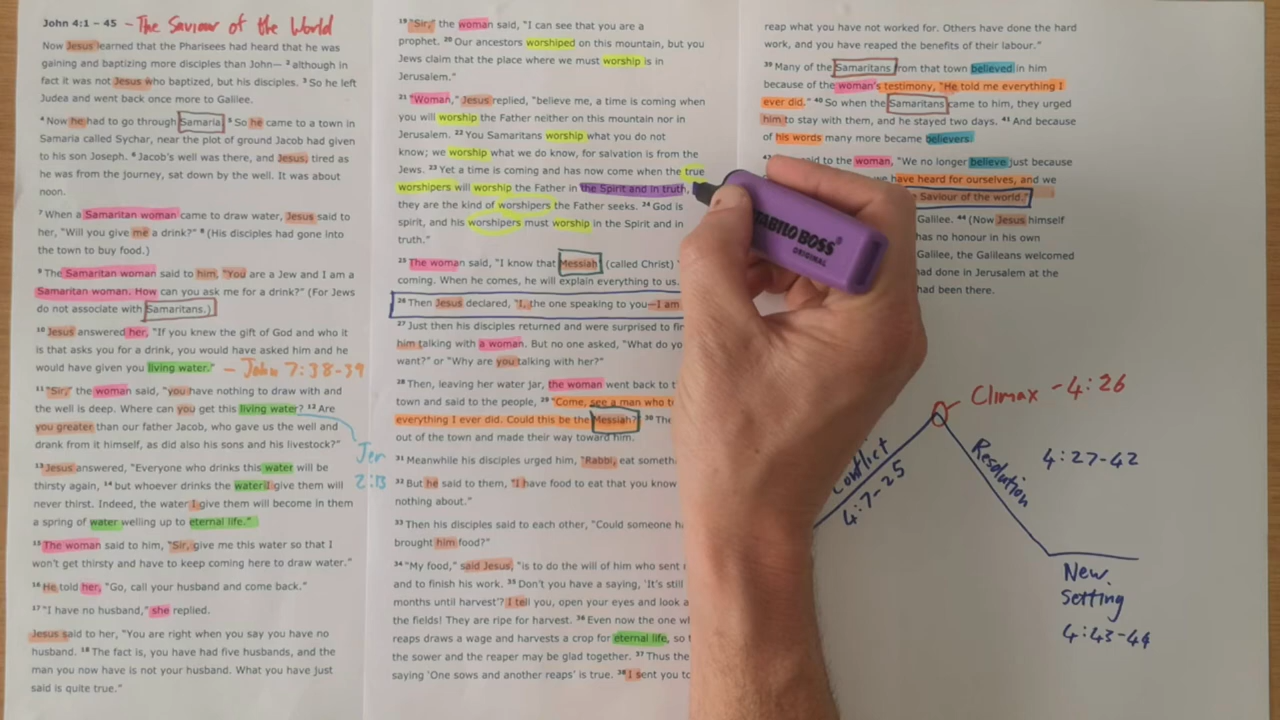 John 4:1 – 45 – The Saviour of the World
Now Jesus learned that the Pharisees had heard that he was
gaining and baptizing more disciples than John— ² although in
fact it was not Jesus who baptized, but his disciples. ³ So he left
Judea and went back once more to Galilee.
⁴ Now he had to go through Samaria. ⁵ So he came to a town in
Samaria called Sychar, near the plot of ground Jacob had given
to his son Joseph. ⁶ Jacob's well was there, and Jesus, tired as
he was from the journey, sat down by the well. It was about
noon.
⁷ When a Samaritan woman came to draw water, Jesus said to
her, "Will you give me a drink?" ⁸ (His disciples had gone into
the town to buy food.)
⁹ The Samaritan woman said to him, "You are a Jew and I am a
Samaritan woman. How can you ask me for a drink?" (For Jews
do not associate with Samaritans.)
¹⁰ Jesus answered her, "If you knew the gift of God and who it
is that asks you for a drink, you would have asked him and he
would have given you living water." – John 7:38-39
¹¹ "Sir," the woman said, "you have nothing to draw with and
the well is deep. Where can you get this living water? ¹² Are
you greater than our father Jacob, who gave us the well and
drank from it himself, as did also his sons and his livestock?"
Jer
2:13
¹³ Jesus answered, "Everyone who drinks this water will be
thirsty again, ¹⁴ but whoever drinks the water I give them will
never thirst. Indeed, the water I give them will become in them
a spring of water welling up to eternal life."
¹⁵ The woman said to him, "Sir, give me this water so that I
won't get thirsty and have to keep coming here to draw water."
¹⁶ He told her, "Go, call your husband and come back."
¹⁷ "I have no husband," she replied.
Jesus said to her, "You are right when you say you have no
husband. ¹⁸ The fact is, you have had five husbands, and the
man you now have is not your husband. What you have just
said is quite true."
¹⁹ "Sir," the woman said, "I can see that you are a
prophet. ²⁰ Our ancestors worshiped on this mountain, but you
Jews claim that the place where we must worship is in
Jerusalem."
²¹ "Woman," Jesus replied, "believe me, a time is coming when
you will worship the Father neither on this mountain nor in
Jerusalem. ²² You Samaritans worship what you do not
know; we worship what we do know, for salvation is from the
Jews. ²³ Yet a time is coming and has now come when the true
worshipers will worship the Father in the Spirit and in truth,
they are the kind of worshipers the Father seeks. ²⁴ God is
spirit, and his worshipers must worship in the Spirit and in
truth."
²⁵ The woman said, "I know that Messiah (called Christ)
coming. When he comes, he will explain everything to us.
²⁶ Then Jesus declared, "I, the one speaking to you—I am
²⁷ Just then his disciples returned and were surprised to
him talking with a woman. But no one asked, "What do
want?" or "Why are you talking with her?"
²⁸ Then, leaving her water jar, the woman went back to
town and said to the people, ²⁹ "Come, see a man who
everything I ever did. Could this be the Messiah?" ³⁰
out of the town and made their way toward him.
³¹ Meanwhile his disciples urged him, "Rabbi, eat
³² But he said to them, "I have food to eat that you know
nothing about."
³³ Then his disciples said to each other, "Could someone
brought him food?"
³⁴ "My food," said Jesus, "is to do the will of him who sent
and to finish his work. ³⁵ Don't you have a saying, 'It's still
months until harvest'? I tell you, open your eyes and look
the fields! They are ripe for harvest. ³⁶ Even now the one
reaps draws a wage and harvests a crop for eternal life, so
the sower and the reaper may be glad together. ³⁷ Thus the
saying 'One sows and another reaps' is true. ³⁸ I sent you
reap what you have not worked for. Others have done the hard
work, and you have reaped the benefits of their labour."
³⁹ Many of the Samaritans from that town believed in him
because of the woman's testimony, "He told me everything I
ever did." ⁴⁰ So when the Samaritans came to him, they urged
him to stay with them, and he stayed two days. ⁴¹ And because
of his words many more became believers.
said to the woman, "We no longer believe just because
have heard for ourselves, and we
Saviour of the world."
Galilee. ⁴⁴ (Now Jesus himself
has no honour in his own
Galilee, the Galileans welcomed
had done in Jerusalem at the
had been there.
STABILO BOSS
ORIGINAL
Climax – 4:26
Conflict
4:7-25
Resolution
4:27-42
New
Setting
4:43-44